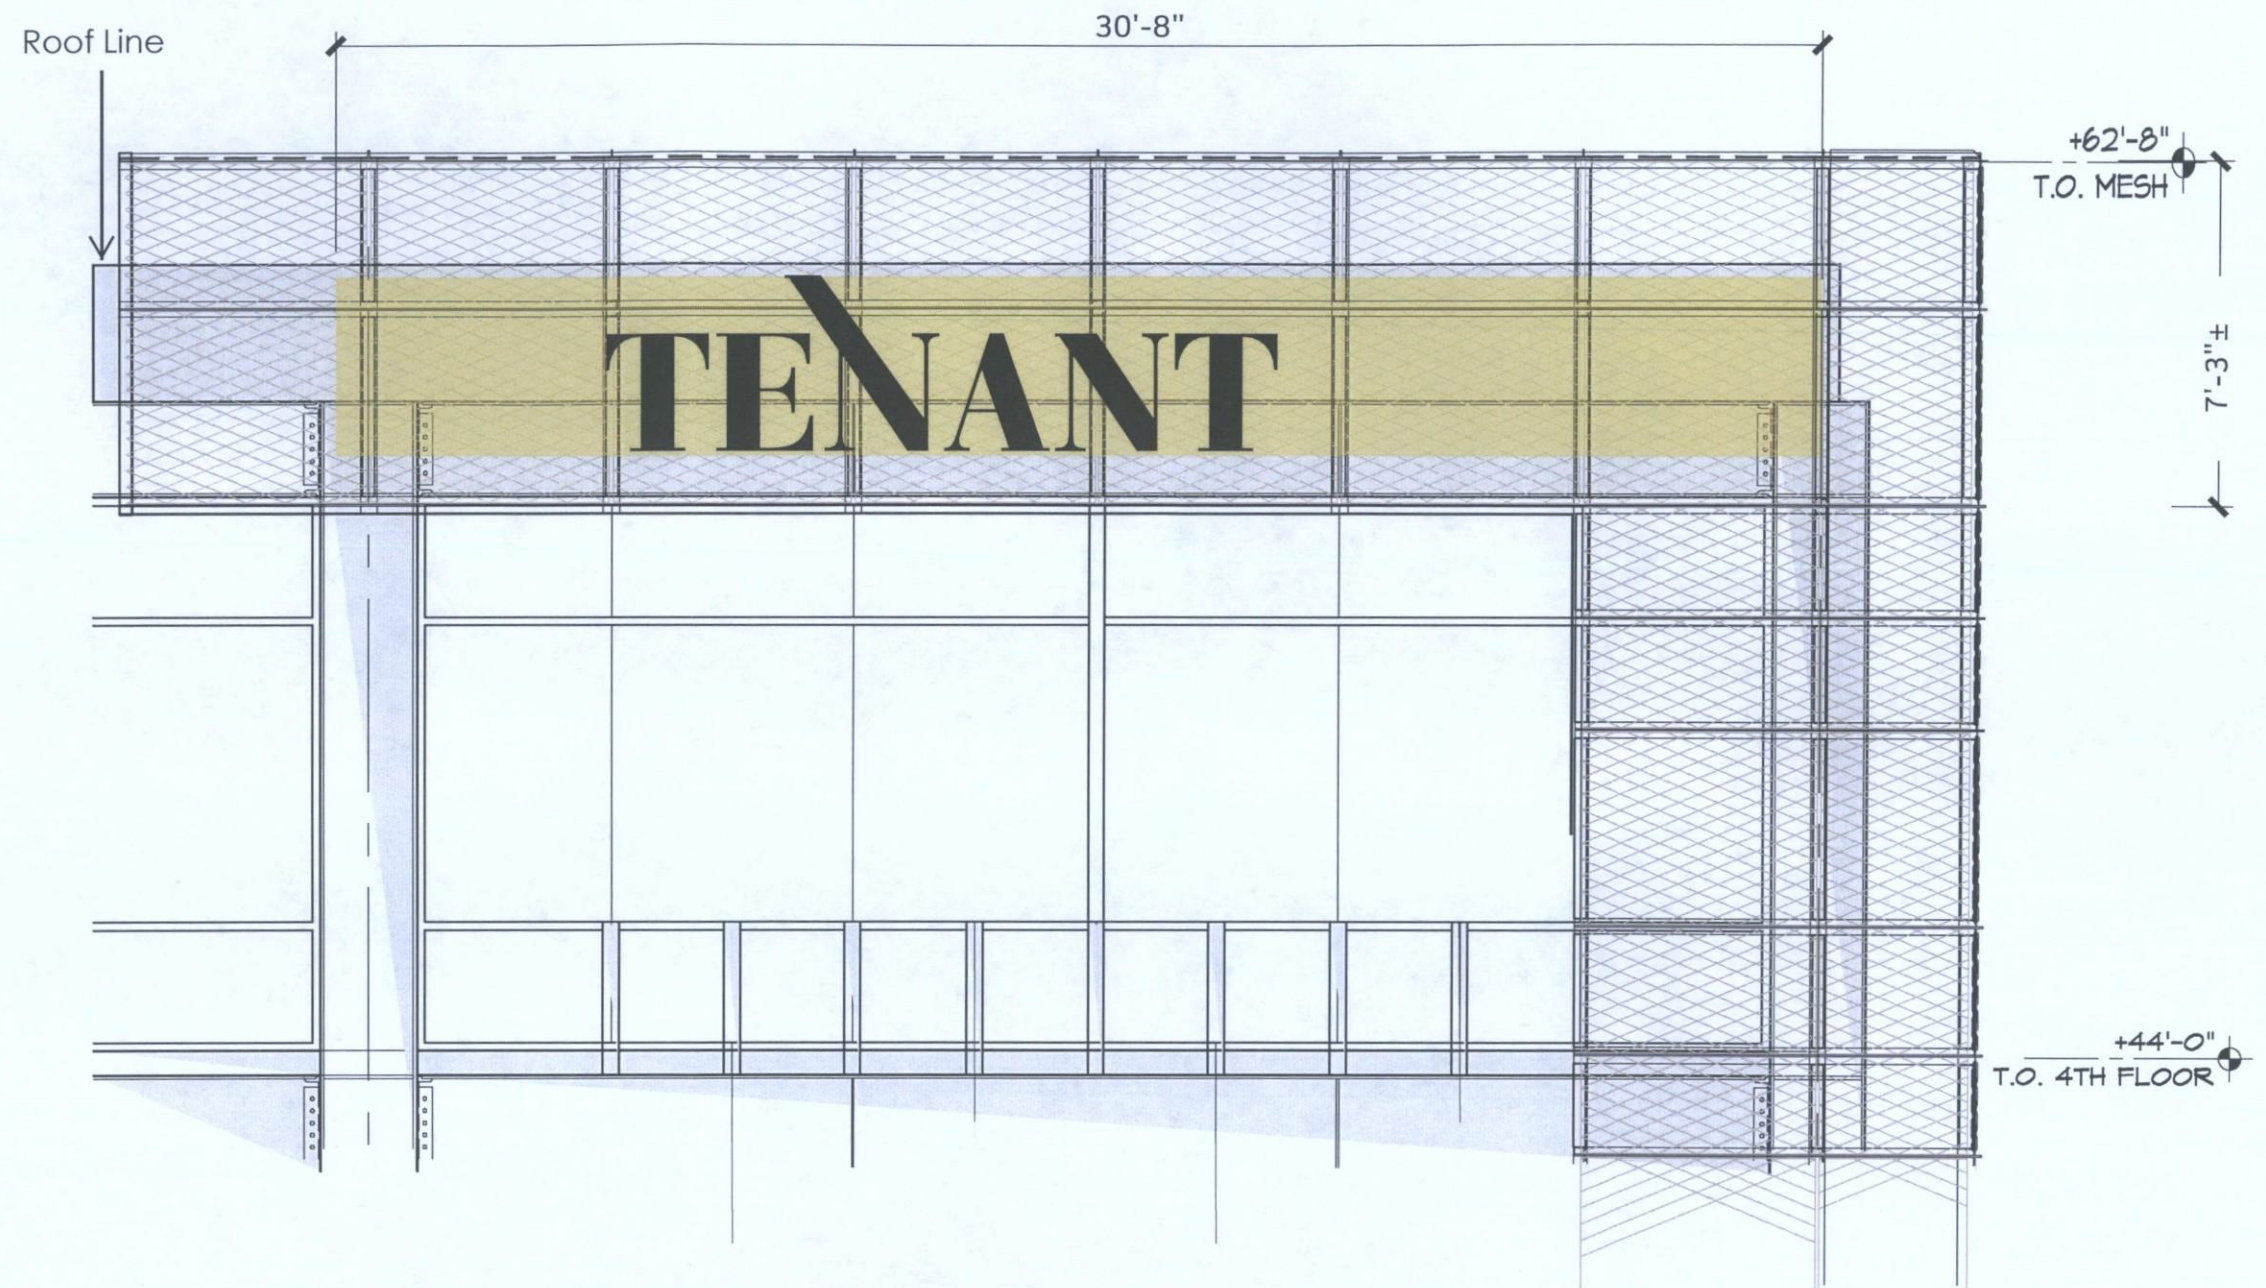 30'-8"
Roof Line
+62'-8"
T.O. MESH
TENANT
7'-3"±
+44'-0"
T.O. 4TH FLOOR